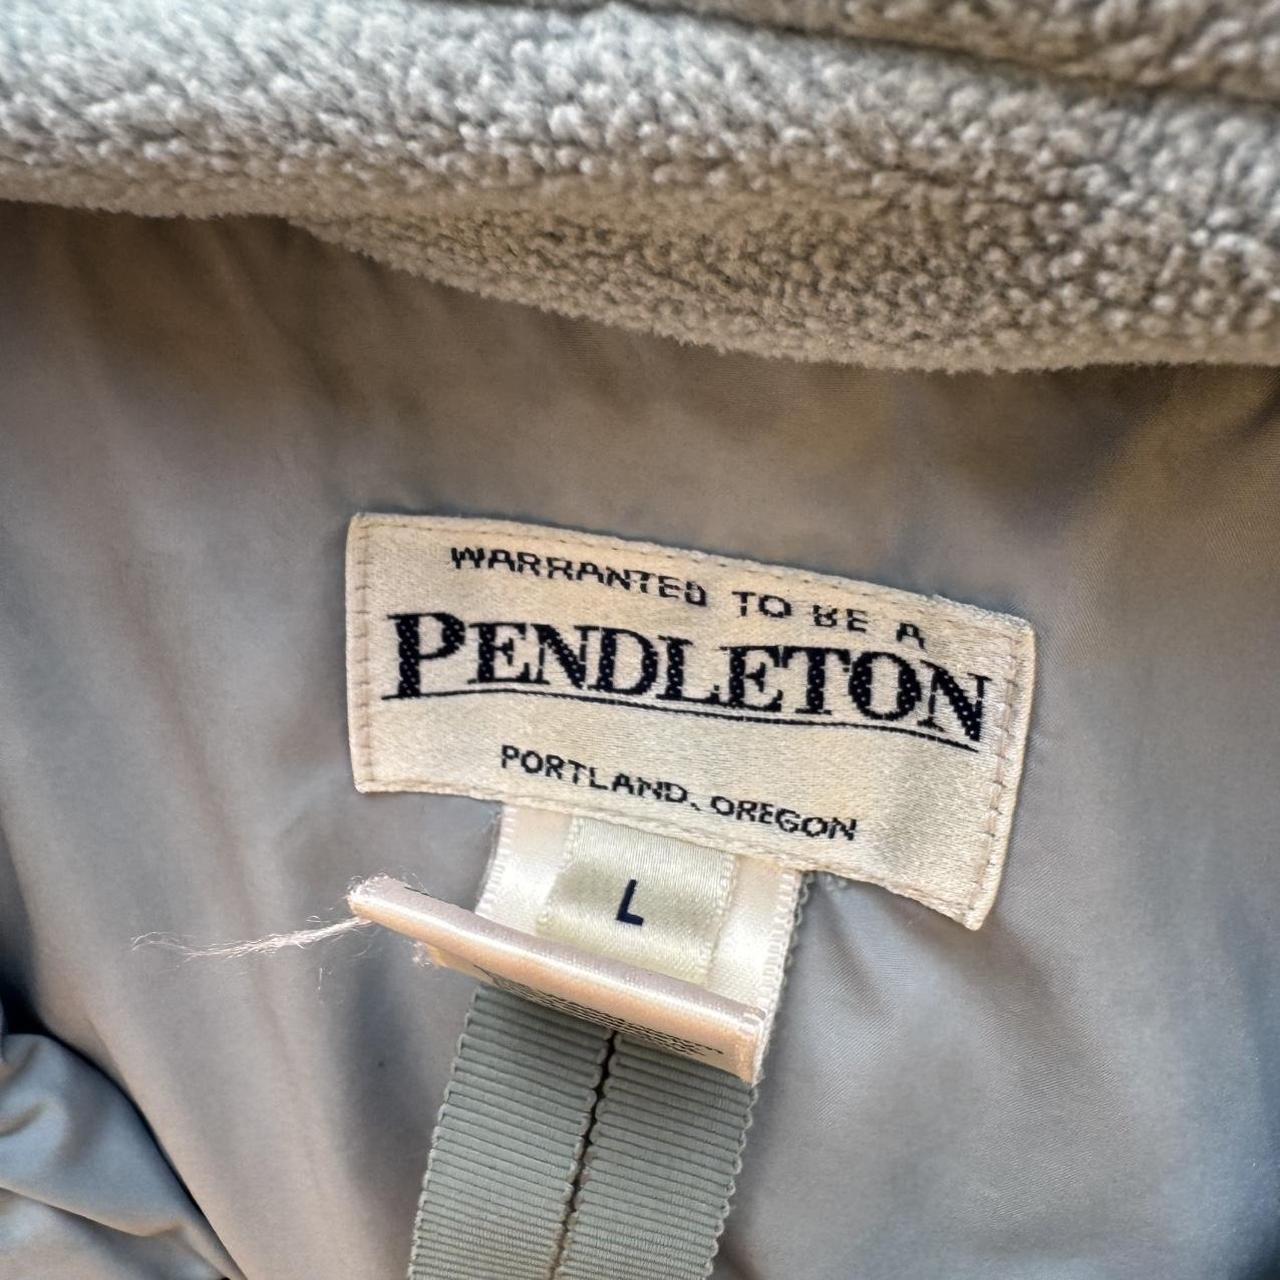 WARRANTED TO BE A
PENDLETON
PORTLAND, OREGON
L